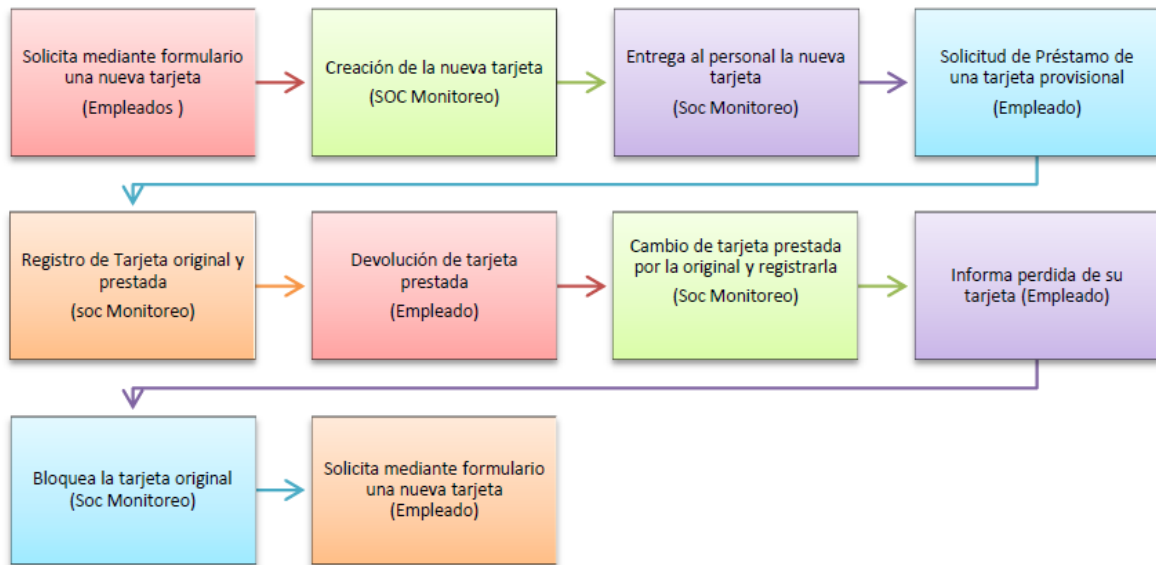 Solicita mediante formulario
una nueva tarjeta
(Empleados )
Creación de la nueva tarjeta
(SOC Monitoreo)
Entrega al personal la nueva
tarjeta
(Soc Monitoreo)
Solicitud de Préstamo de
una tarjeta provisional
(Empleado)
Registro de Tarjeta original y
prestada
(soc Monitoreo)
Devolución de tarjeta
prestada
(Empleado)
Cambio de tarjeta prestada
por la original y registrarla
(Soc Monitoreo)
Informa perdida de su
tarjeta (Empleado)
Bloquea la tarjeta original
(Soc Monitoreo)
Solicita mediante formulario
una nueva tarjeta
(Empleado)